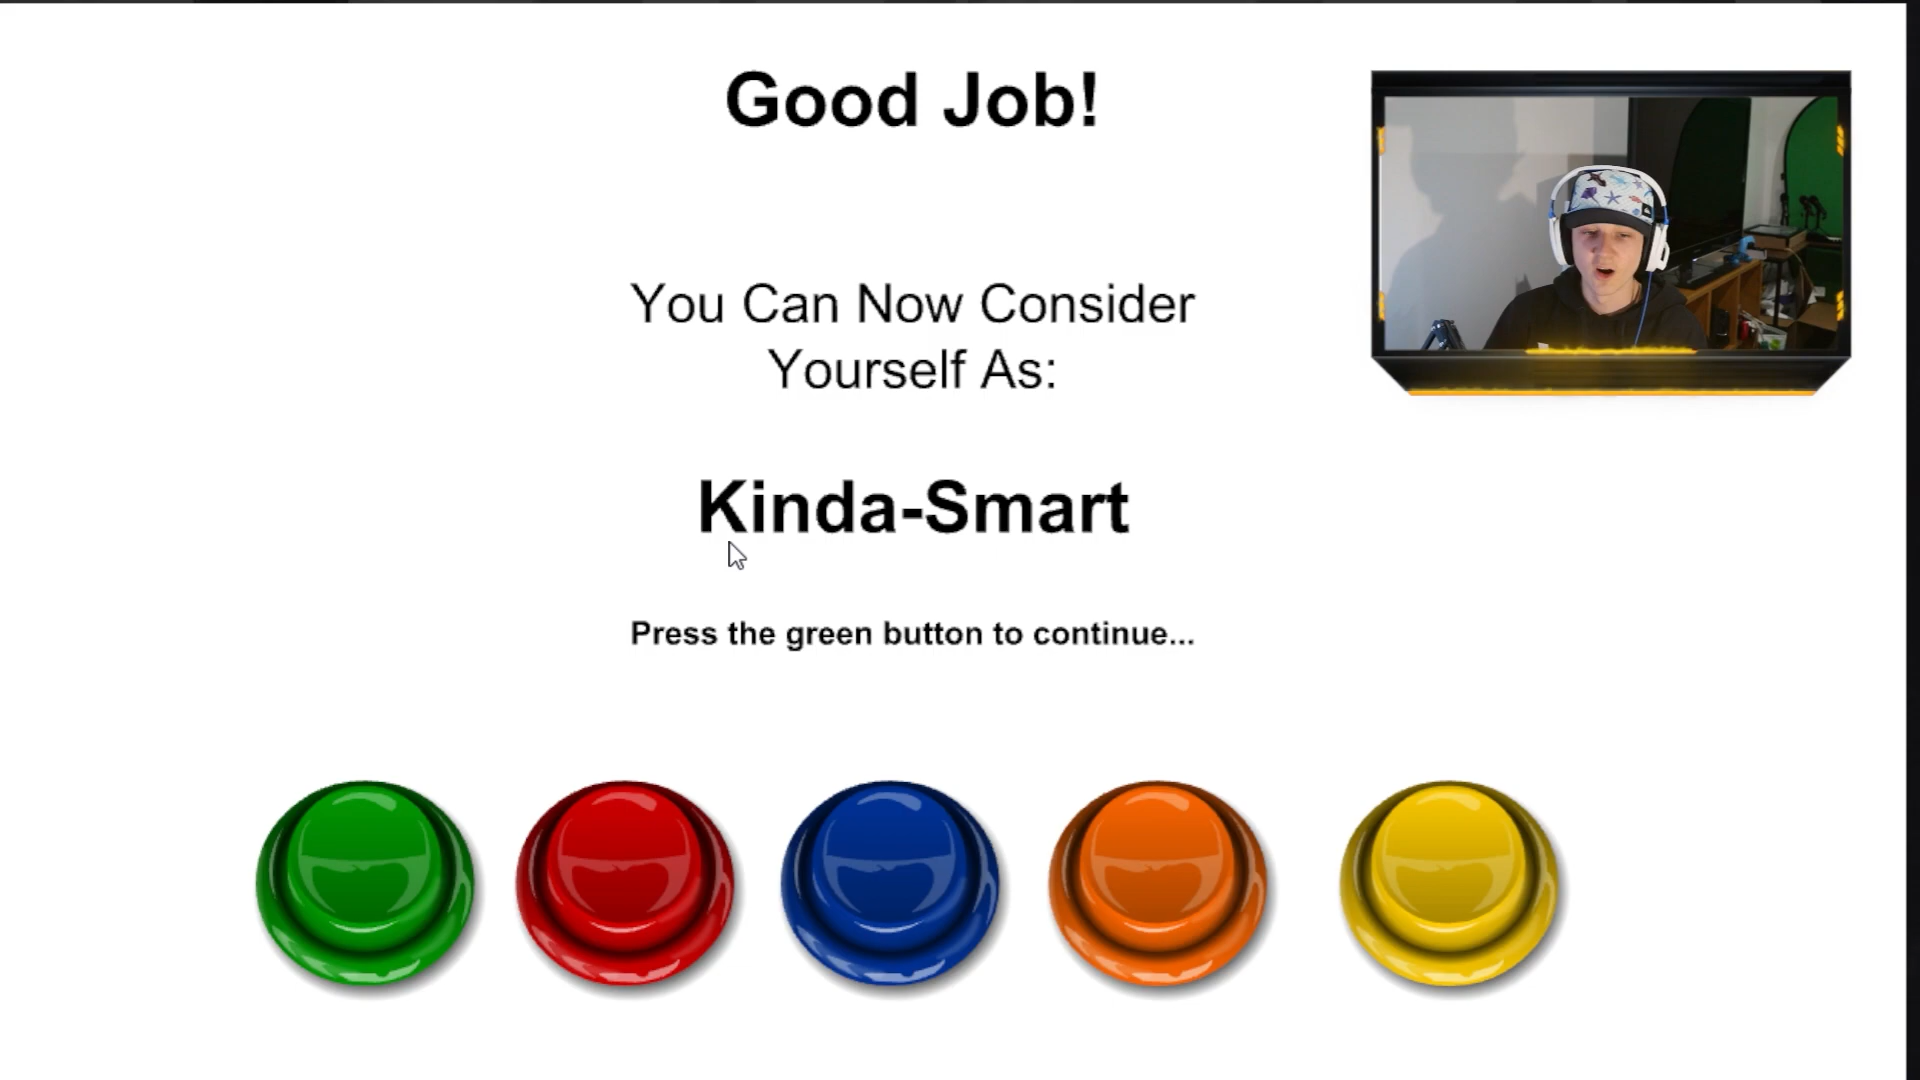 Good Job!
You Can Now Consider
Yourself As:
Kinda-Smart
Press the green button to continue...